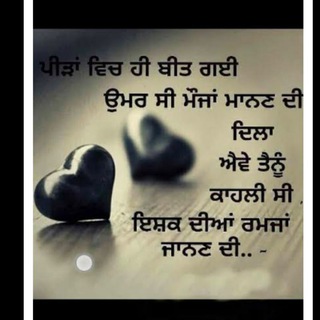 ਪੀੜਾਂ ਵਿਚ ਹੀ ਬੀਤ ਗਈ
ਉਮਰ ਸੀ ਮੌਜਾਂ ਮਾਨਣ ਦੀ
ਦਿਲਾ
ਐਵੇ ਤੈਨੂੰ
ਕਾਹਲੀ ਸੀ
ਇਸ਼ਕ ਦੀਆਂ ਰਮਜਾਂ
ਜਾਨਣ ਦੀ.. -